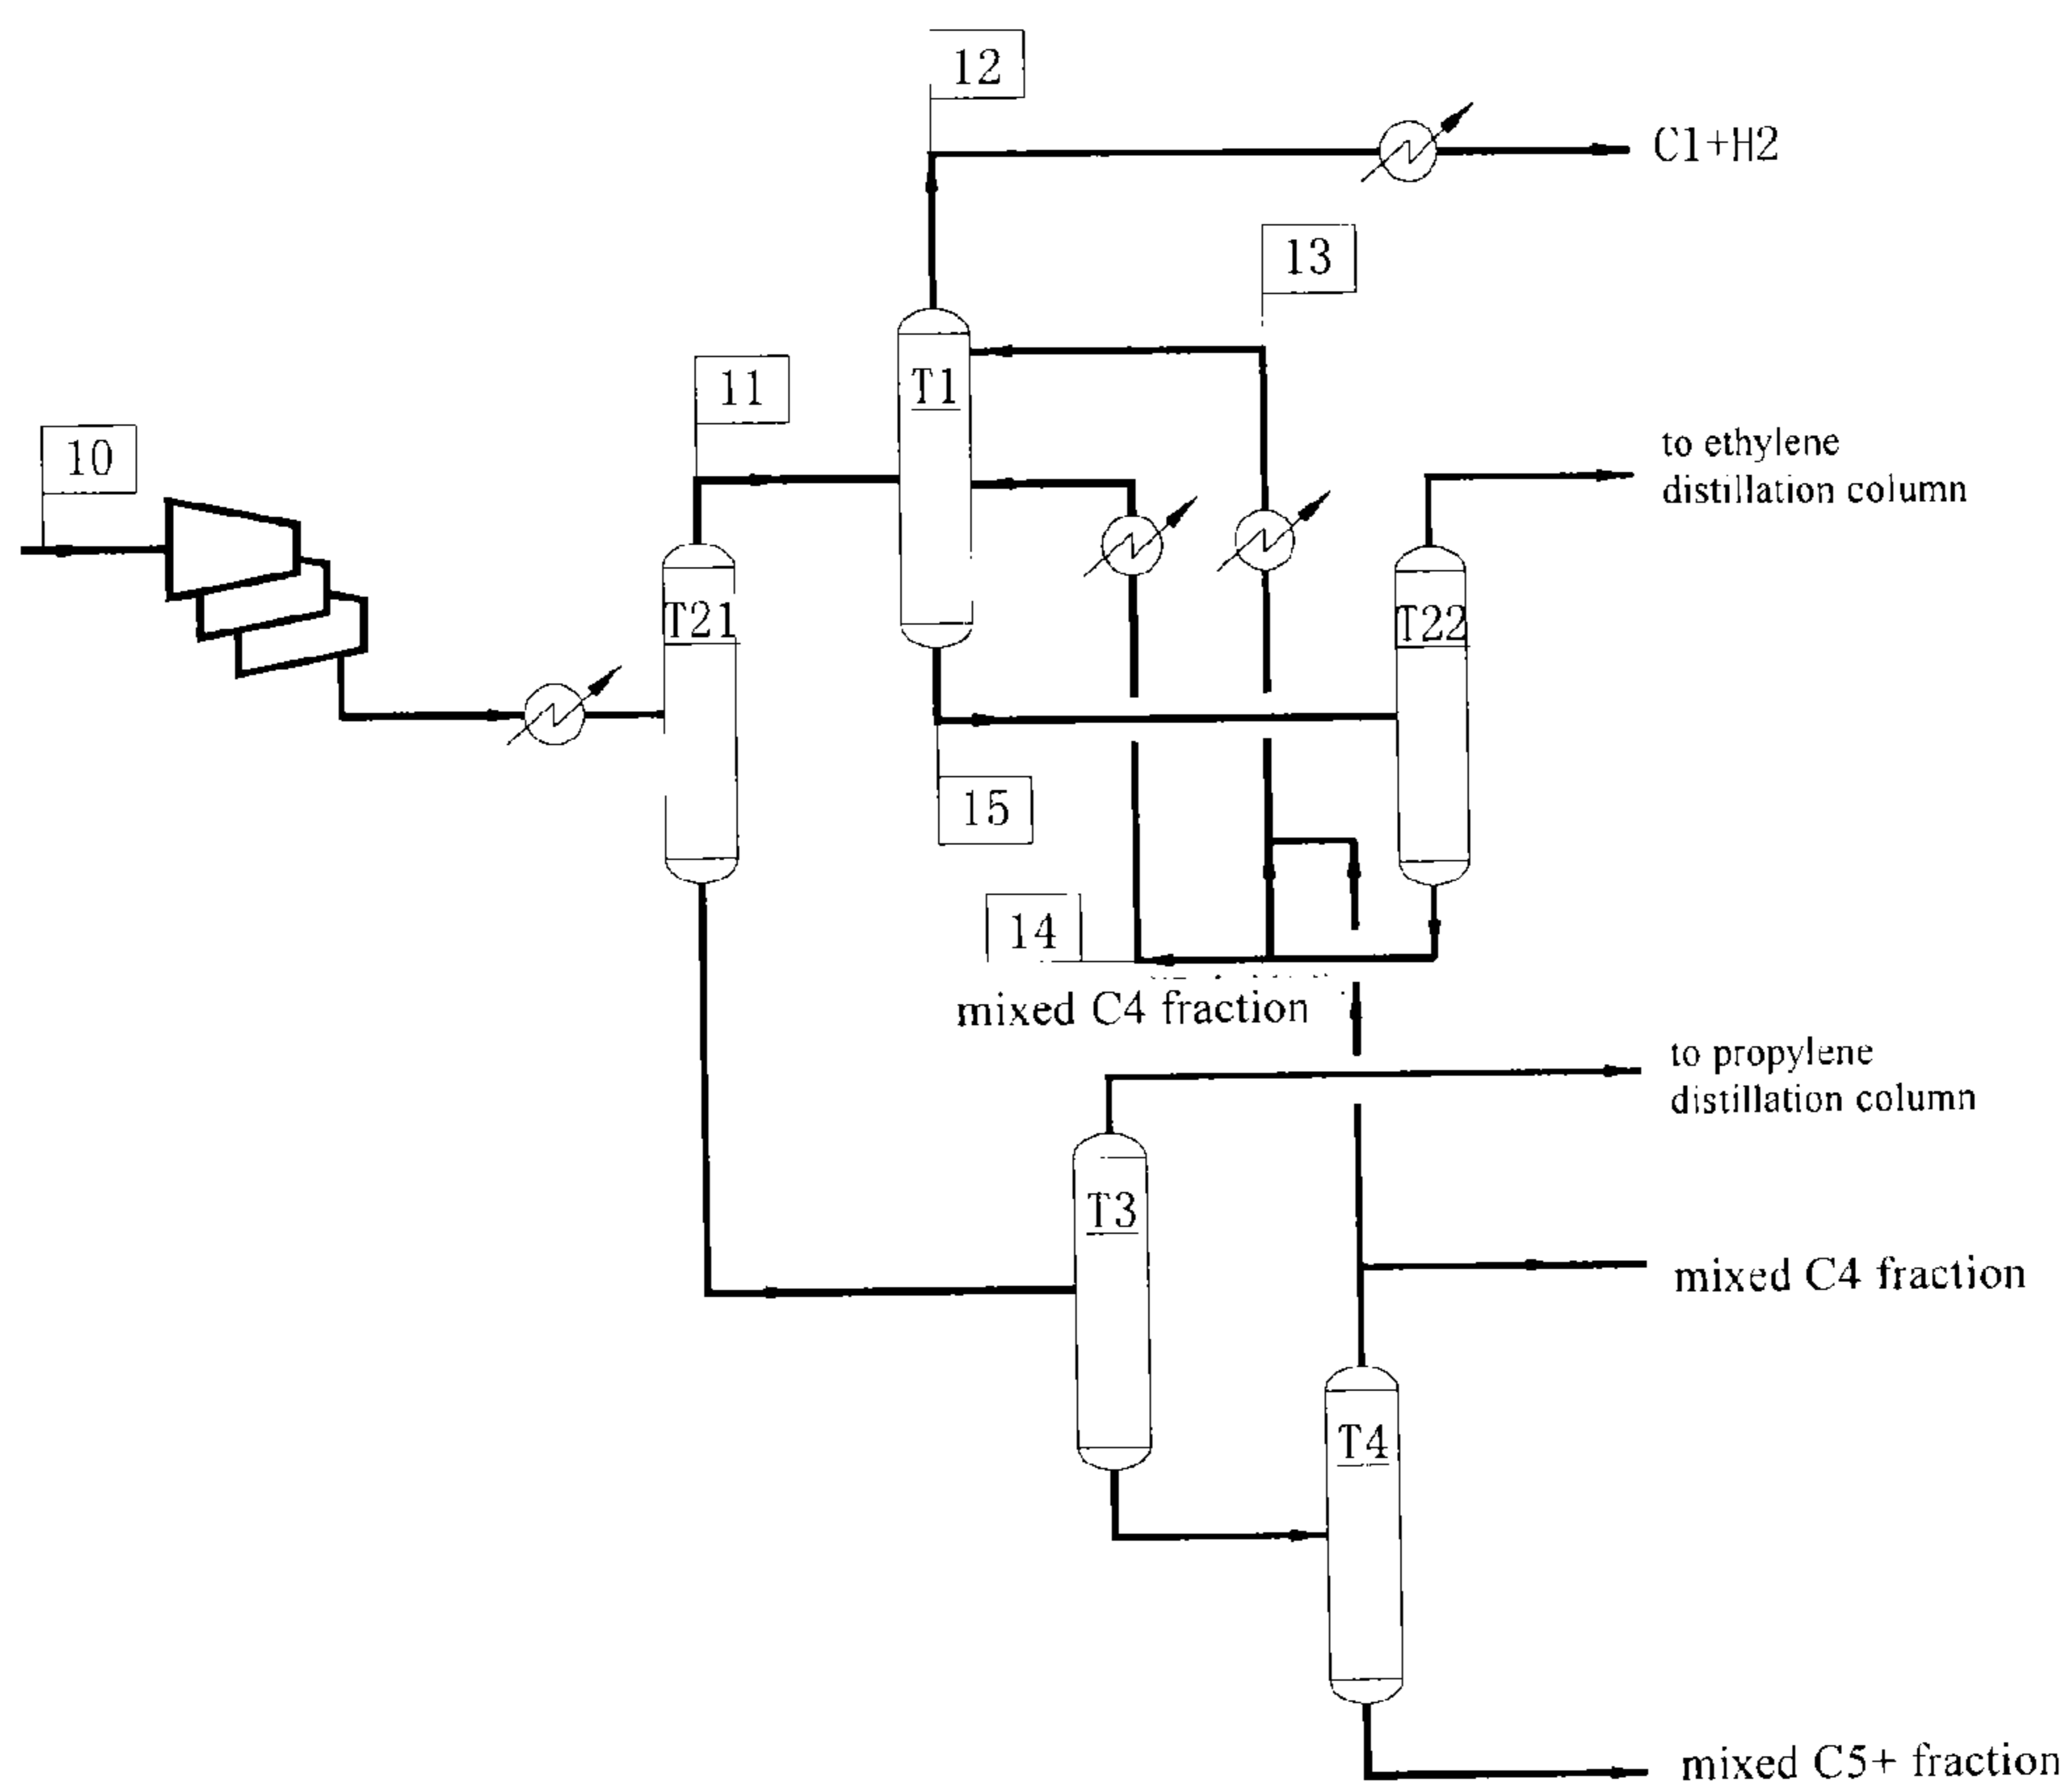 12
C1+H2
13
11
T1
10
to ethylene
distillation column
T21
T22
15
14
mixed C4 fraction
to propylene
distillation column
T3
mixed C4 fraction
T4
mixed C5+ fraction